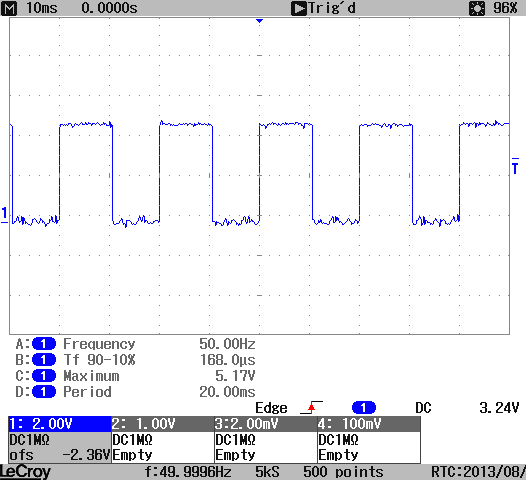 M 10ms 0.0000s Trig'd 96%
T
1
A: 1 Frequency 50.00Hz
B: 1 Tf 90-10% 168.0µs
C: 1 Maximum 5.17V
D: 1 Period 20.00ms
Edge 1 DC 3.24V
1: 2.00V 2: 1.00V 3:2.00mV 4: 100mV
DC1MΩ DC1MΩ DC1MΩ DC1MΩ
ofs -2.36V Empty Empty Empty
LeCroy f:49.9996Hz 5kS 500 points RTC:2013/08/